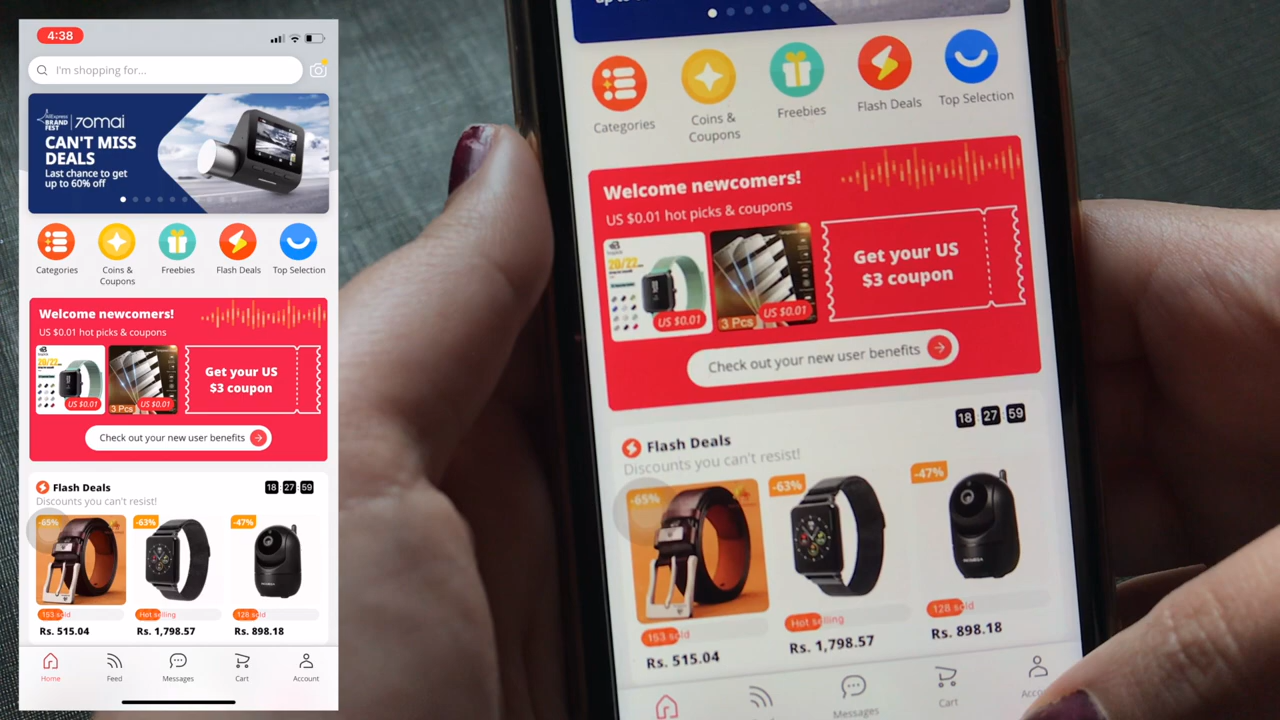 4:38
I'm shopping for...
AliExpress
BRAND
FEST
70mai
CAN'T MISS
DEALS
Last chance to get
up to 60% off
Categories
Coins &
Coupons
Freebies
Flash Deals
Top Selection
Welcome newcomers!
US $0.01 hot picks & coupons
20/22
US $0.01
3 Pcs
US $0.01
Get your US
$3 coupon
Check out your new user benefits
Flash Deals
18 27 59
Discounts you can't resist!
-65%
-63%
-47%
153 sold
Hot selling
128 sold
Rs. 515.04
Rs. 1,798.57
Rs. 898.18
Home
Feed
Messages
Cart
Account
Categories
Coins &
Coupons
Freebies
Flash Deals
Top Selection
Welcome newcomers!
US $0.01 hot picks & coupons
20/22
US $0.01
3 Pcs
US $0.01
Get your US
$3 coupon
Check out your new user benefits
Flash Deals
18 27 59
Discounts you can't resist!
-65%
-63%
-47%
153 sold
Hot selling
128 sold
Rs. 515.04
Rs. 1,798.57
Rs. 898.18
Messages
Cart